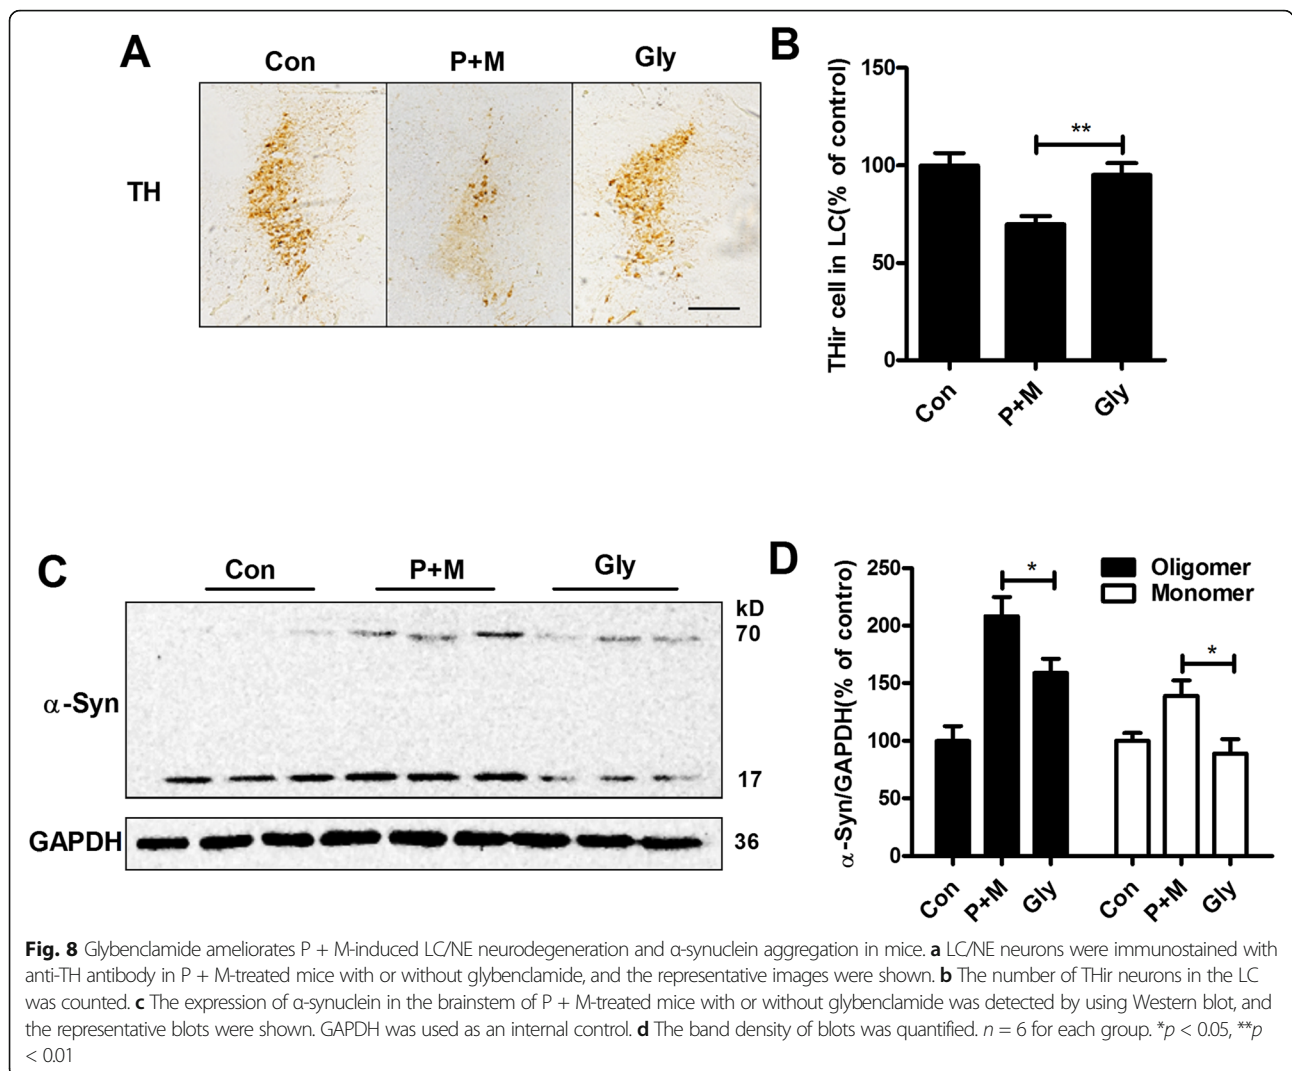 A
Con P+M Gly
TH
B
THir cell in LC(% of control)
150
100
50
0
**
Con P+M Gly
C
Con P+M Gly
kD
70
α-Syn
17
GAPDH
36
D
α-Syn/GAPDH(% of control)
250
200
150
100
50
0
Oligomer
Monomer
*
*
Con P+M Gly Con P+M Gly
Fig. 8 Glybenclamide ameliorates P + M-induced LC/NE neurodegeneration and α-synuclein aggregation in mice. a LC/NE neurons were immunostained with
anti-TH antibody in P + M-treated mice with or without glybenclamide, and the representative images were shown. b The number of THir neurons in the LC
was counted. c The expression of α-synuclein in the brainstem of P + M-treated mice with or without glybenclamide was detected by using Western blot, and
the representative blots were shown. GAPDH was used as an internal control. d The band density of blots was quantified. n = 6 for each group. *p < 0.05, **p
< 0.01